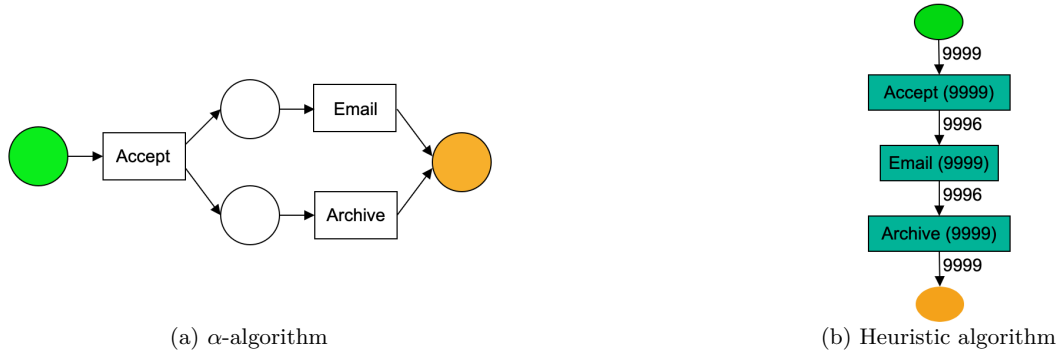 Accept
Email
Archive
(a) α-algorithm
9999
Accept (9999)
9996
Email (9999)
9996
Archive (9999)
9999
(b) Heuristic algorithm